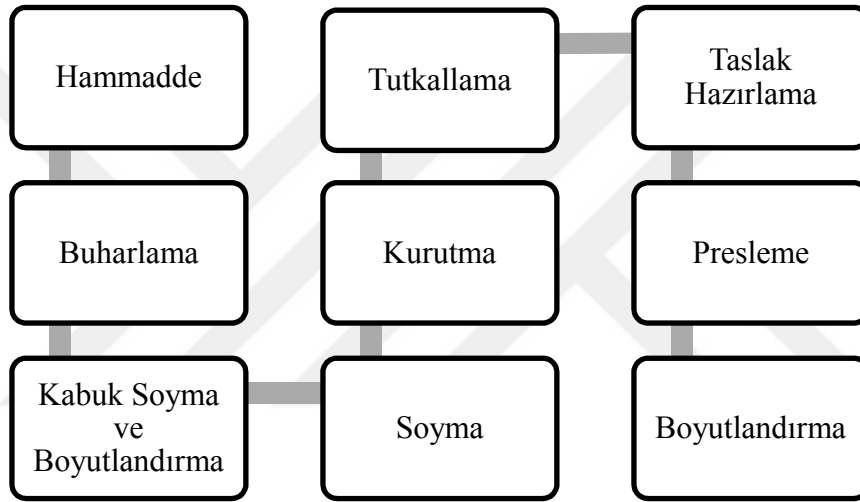 Hammadde
Buharlama
Kabuk Soyma
ve
Boyutlandırma
Soyma
Kurutma
Tutkallama
Taslak
Hazırlama
Presleme
Boyutlandırma